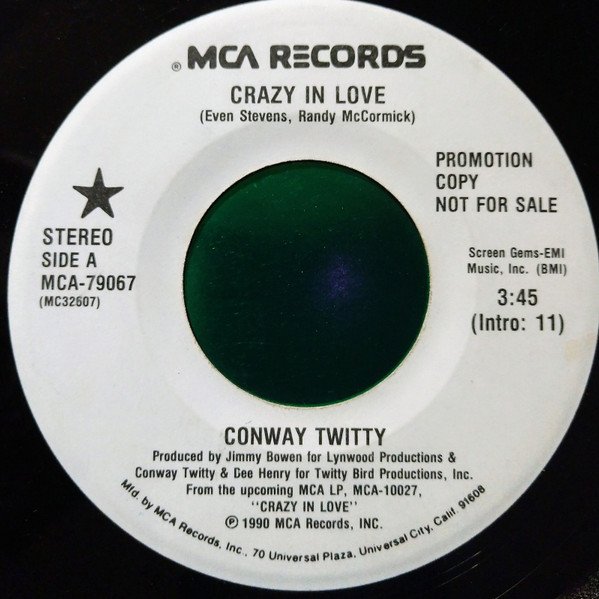 ® MCA RECORDS
CRAZY IN LOVE
(Even Stevens, Randy McCormick)
PROMOTION
COPY
NOT FOR SALE
STEREO
SIDE A
MCA-79067
(MC32607)
Screen Gems-EMI
Music, Inc. (BMI)
3:45
(Intro: 11)
CONWAY TWITTY
Produced by Jimmy Bowen for Lynwood Productions &
Conway Twitty & Dee Henry for Twitty Bird Productions, Inc.
From the upcoming MCA LP, MCA-10027,
"CRAZY IN LOVE"
℗ 1990 MCA Records, INC.
Mfd. by MCA Records, Inc., 70 Universal Plaza, Universal City, Calif. 91608